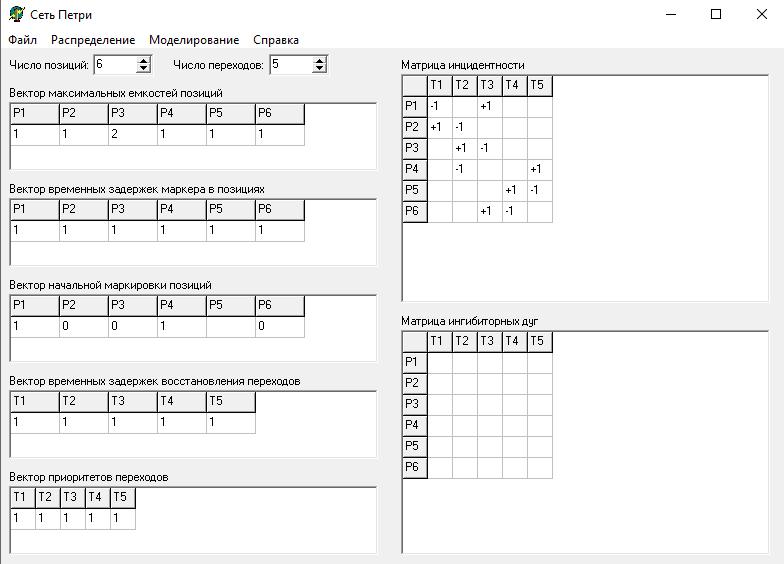 Сеть Петри
Файл Распределение Моделирование Справка
Число позиций: 6 Число переходов: 5
Вектор максимальных емкостей позиций
P1 P2 P3 P4 P5 P6
1 1 2 1 1 1
Вектор временных задержек маркера в позициях
P1 P2 P3 P4 P5 P6
1 1 1 1 1 1
Вектор начальной маркировки позиций
P1 P2 P3 P4 P5 P6
1 0 0 1 0
Вектор временных задержек восстановления переходов
T1 T2 T3 T4 T5
1 1 1 1 1
Вектор приоритетов переходов
T1 T2 T3 T4 T5
1 1 1 1 1
Матрица инцидентности
T1 T2 T3 T4 T5
P1 -1 +1
P2 +1 -1
P3 +1 -1
P4 -1 +1
P5 +1 -1
P6 +1 -1
Матрица ингибиторных дуг
T1 T2 T3 T4 T5
P1
P2
P3
P4
P5
P6